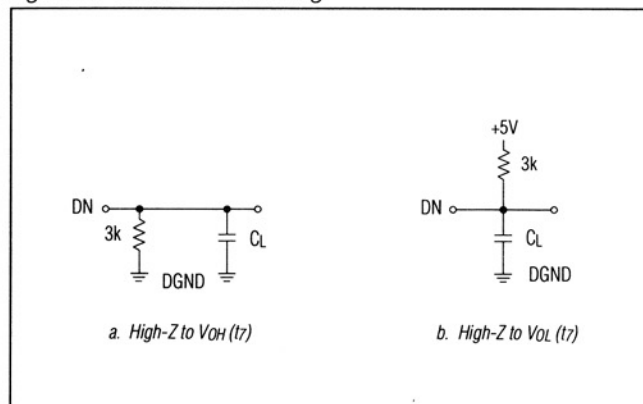 DN
3k
CL
DGND
a. High-Z to VOH (t7)
+5V
3k
DN
CL
DGND
b. High-Z to VOL (t7)